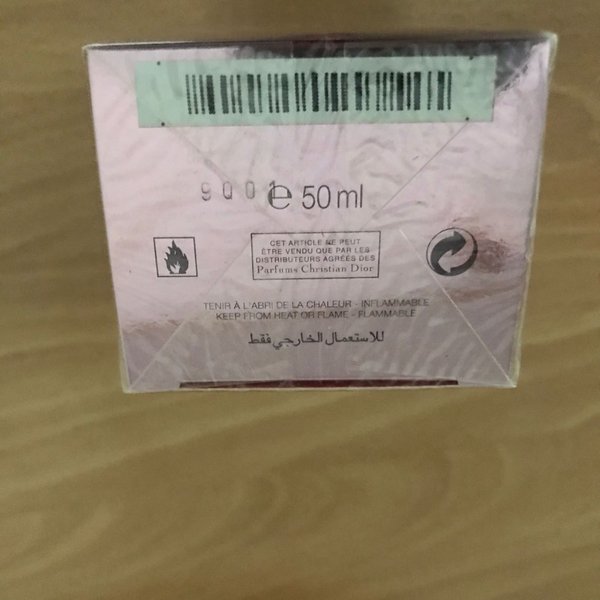 9001
e 50 ml
CET ARTICLE NE PEUT
ÊTRE VENDU QUE PAR LES
DISTRIBUTEURS AGRÉÉS DES
Parfums Christian Dior
TENIR À L'ABRI DE LA CHALEUR - INFLAMMABLE
KEEP FROM HEAT OR FLAME - FLAMMABLE
للاستعمال الخارجي فقط